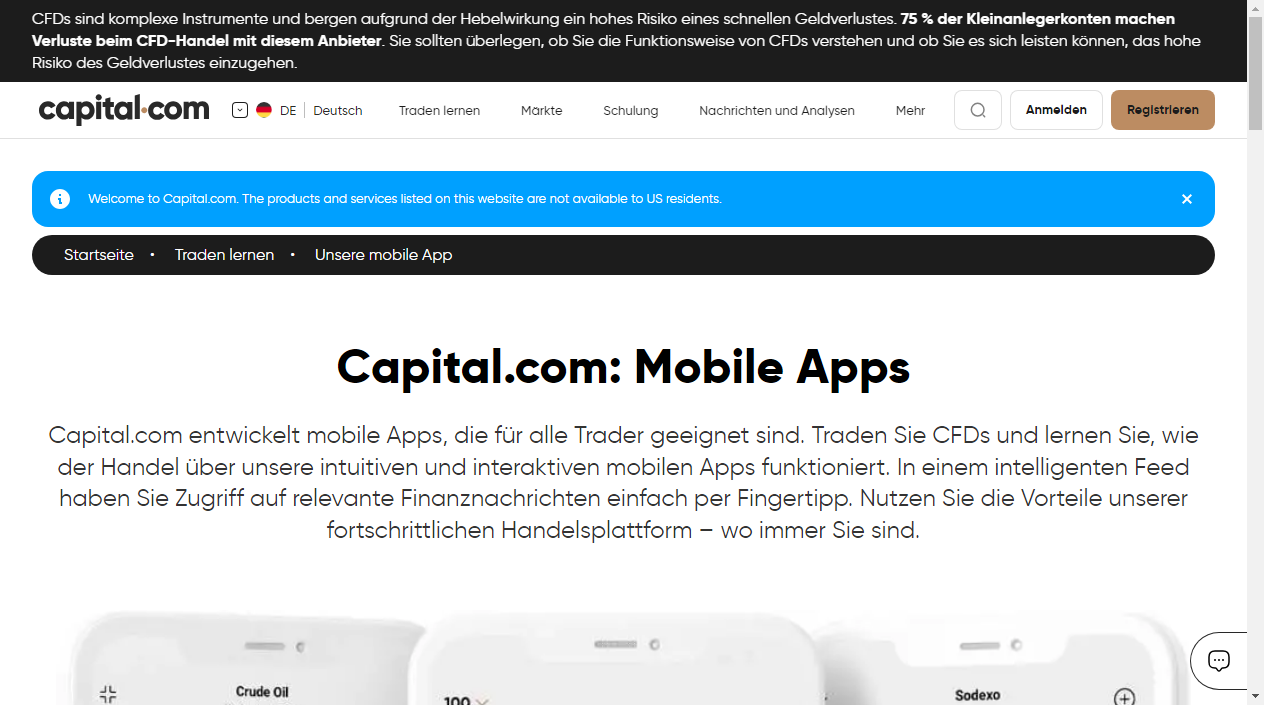 CFDs sind komplexe Instrumente und bergen aufgrund der Hebelwirkung ein hohes Risiko eines schnellen Geldverlustes. 75 % der Kleinanlegerkonten machen
Verluste beim CFD-Handel mit diesem Anbieter. Sie sollten überlegen, ob Sie die Funktionsweise von CFDs verstehen und ob Sie es sich leisten können, das hohe
Risiko des Geldverlustes einzugehen.
capital.com DE Deutsch Traden lernen Märkte Schulung Nachrichten und Analysen Mehr Anmelden Registrieren
Welcome to Capital.com. The products and services listed on this website are not available to US residents.
Startseite • Traden lernen • Unsere mobile App
Capital.com: Mobile Apps
Capital.com entwickelt mobile Apps, die für alle Trader geeignet sind. Traden Sie CFDs und lernen Sie, wie
der Handel über unsere intuitiven und interaktiven mobilen Apps funktioniert. In einem intelligenten Feed
haben Sie Zugriff auf relevante Finanznachrichten einfach per Fingertipp. Nutzen Sie die Vorteile unserer
fortschrittlichen Handelsplattform – wo immer Sie sind.
Crude Oil
100
Sodexo